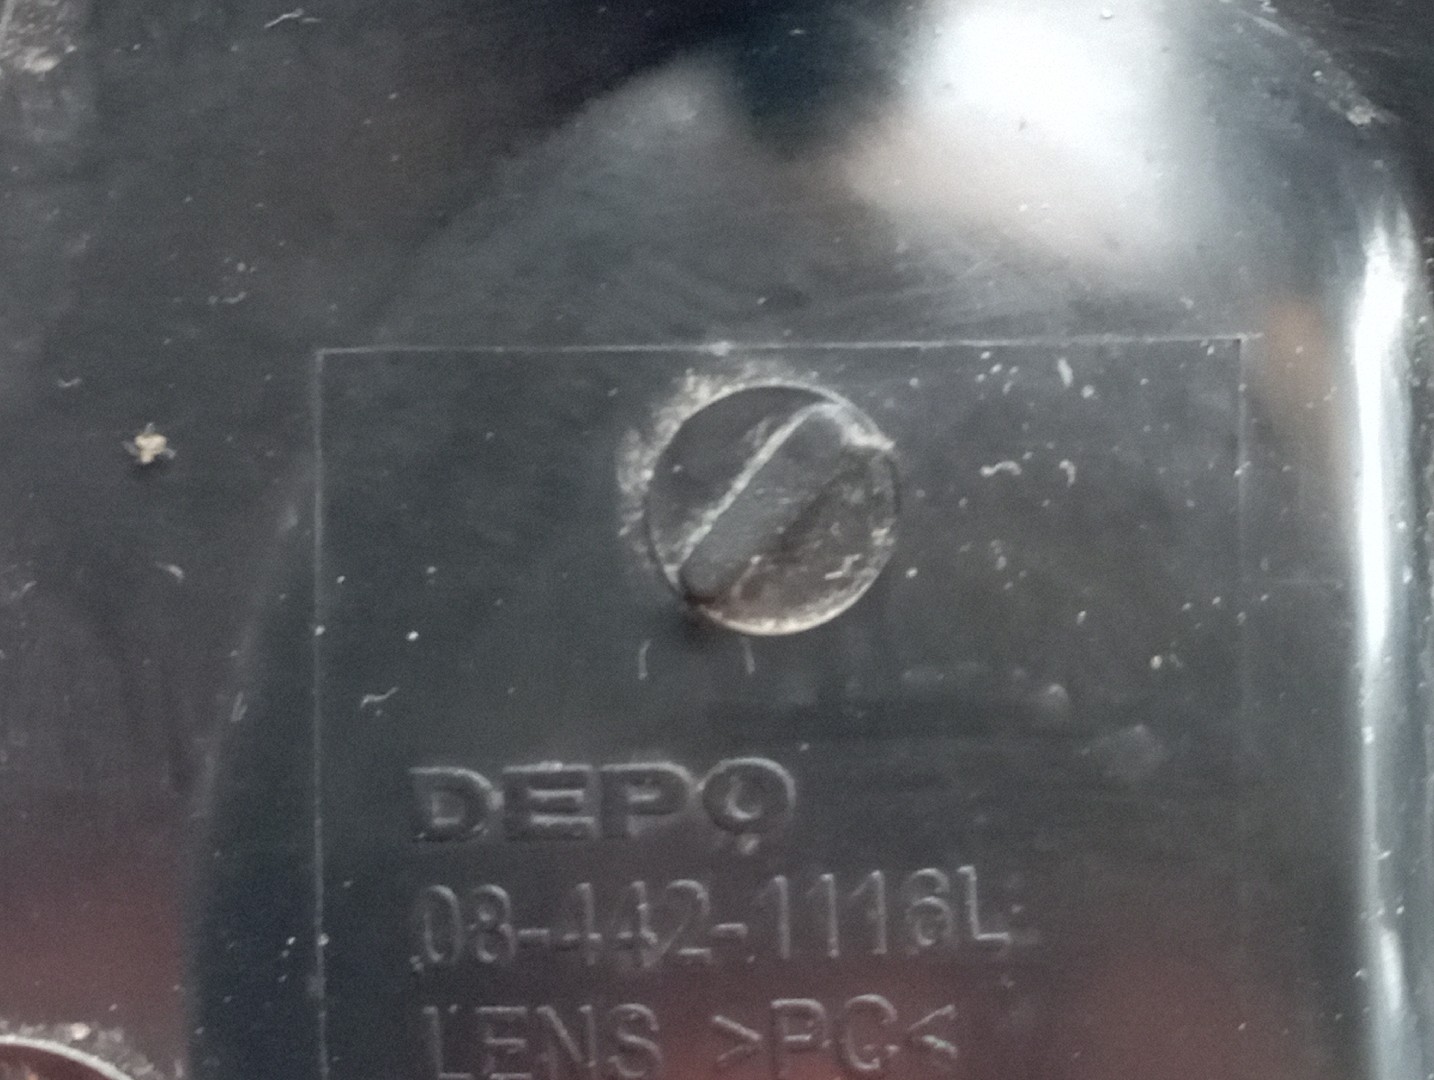 DEPO
08-442-1116L
LENS >PC<